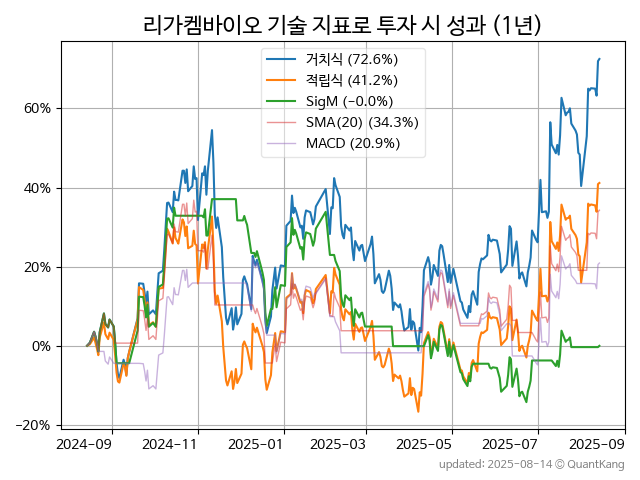 리가켐바이오 기술 지표로 투자 시 성과 (1년)
거치식 (72.6%)
적립식 (41.2%)
SigM (-0.0%)
SMA(20) (34.3%)
MACD (20.9%)
60%
40%
20%
0%
−20%
2024-09 2024-11 2025-01 2025-03 2025-05 2025-07 2025-09
updated: 2025-08-14 © QuantKang